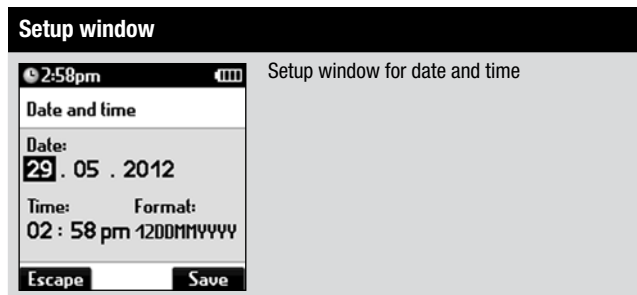 Setup window
2:58pm
Setup window for date and time
Date and time
Date:
29 . 05 . 2012
Time: Format:
02 : 58 pm 12DDMMYYYY
Escape Save